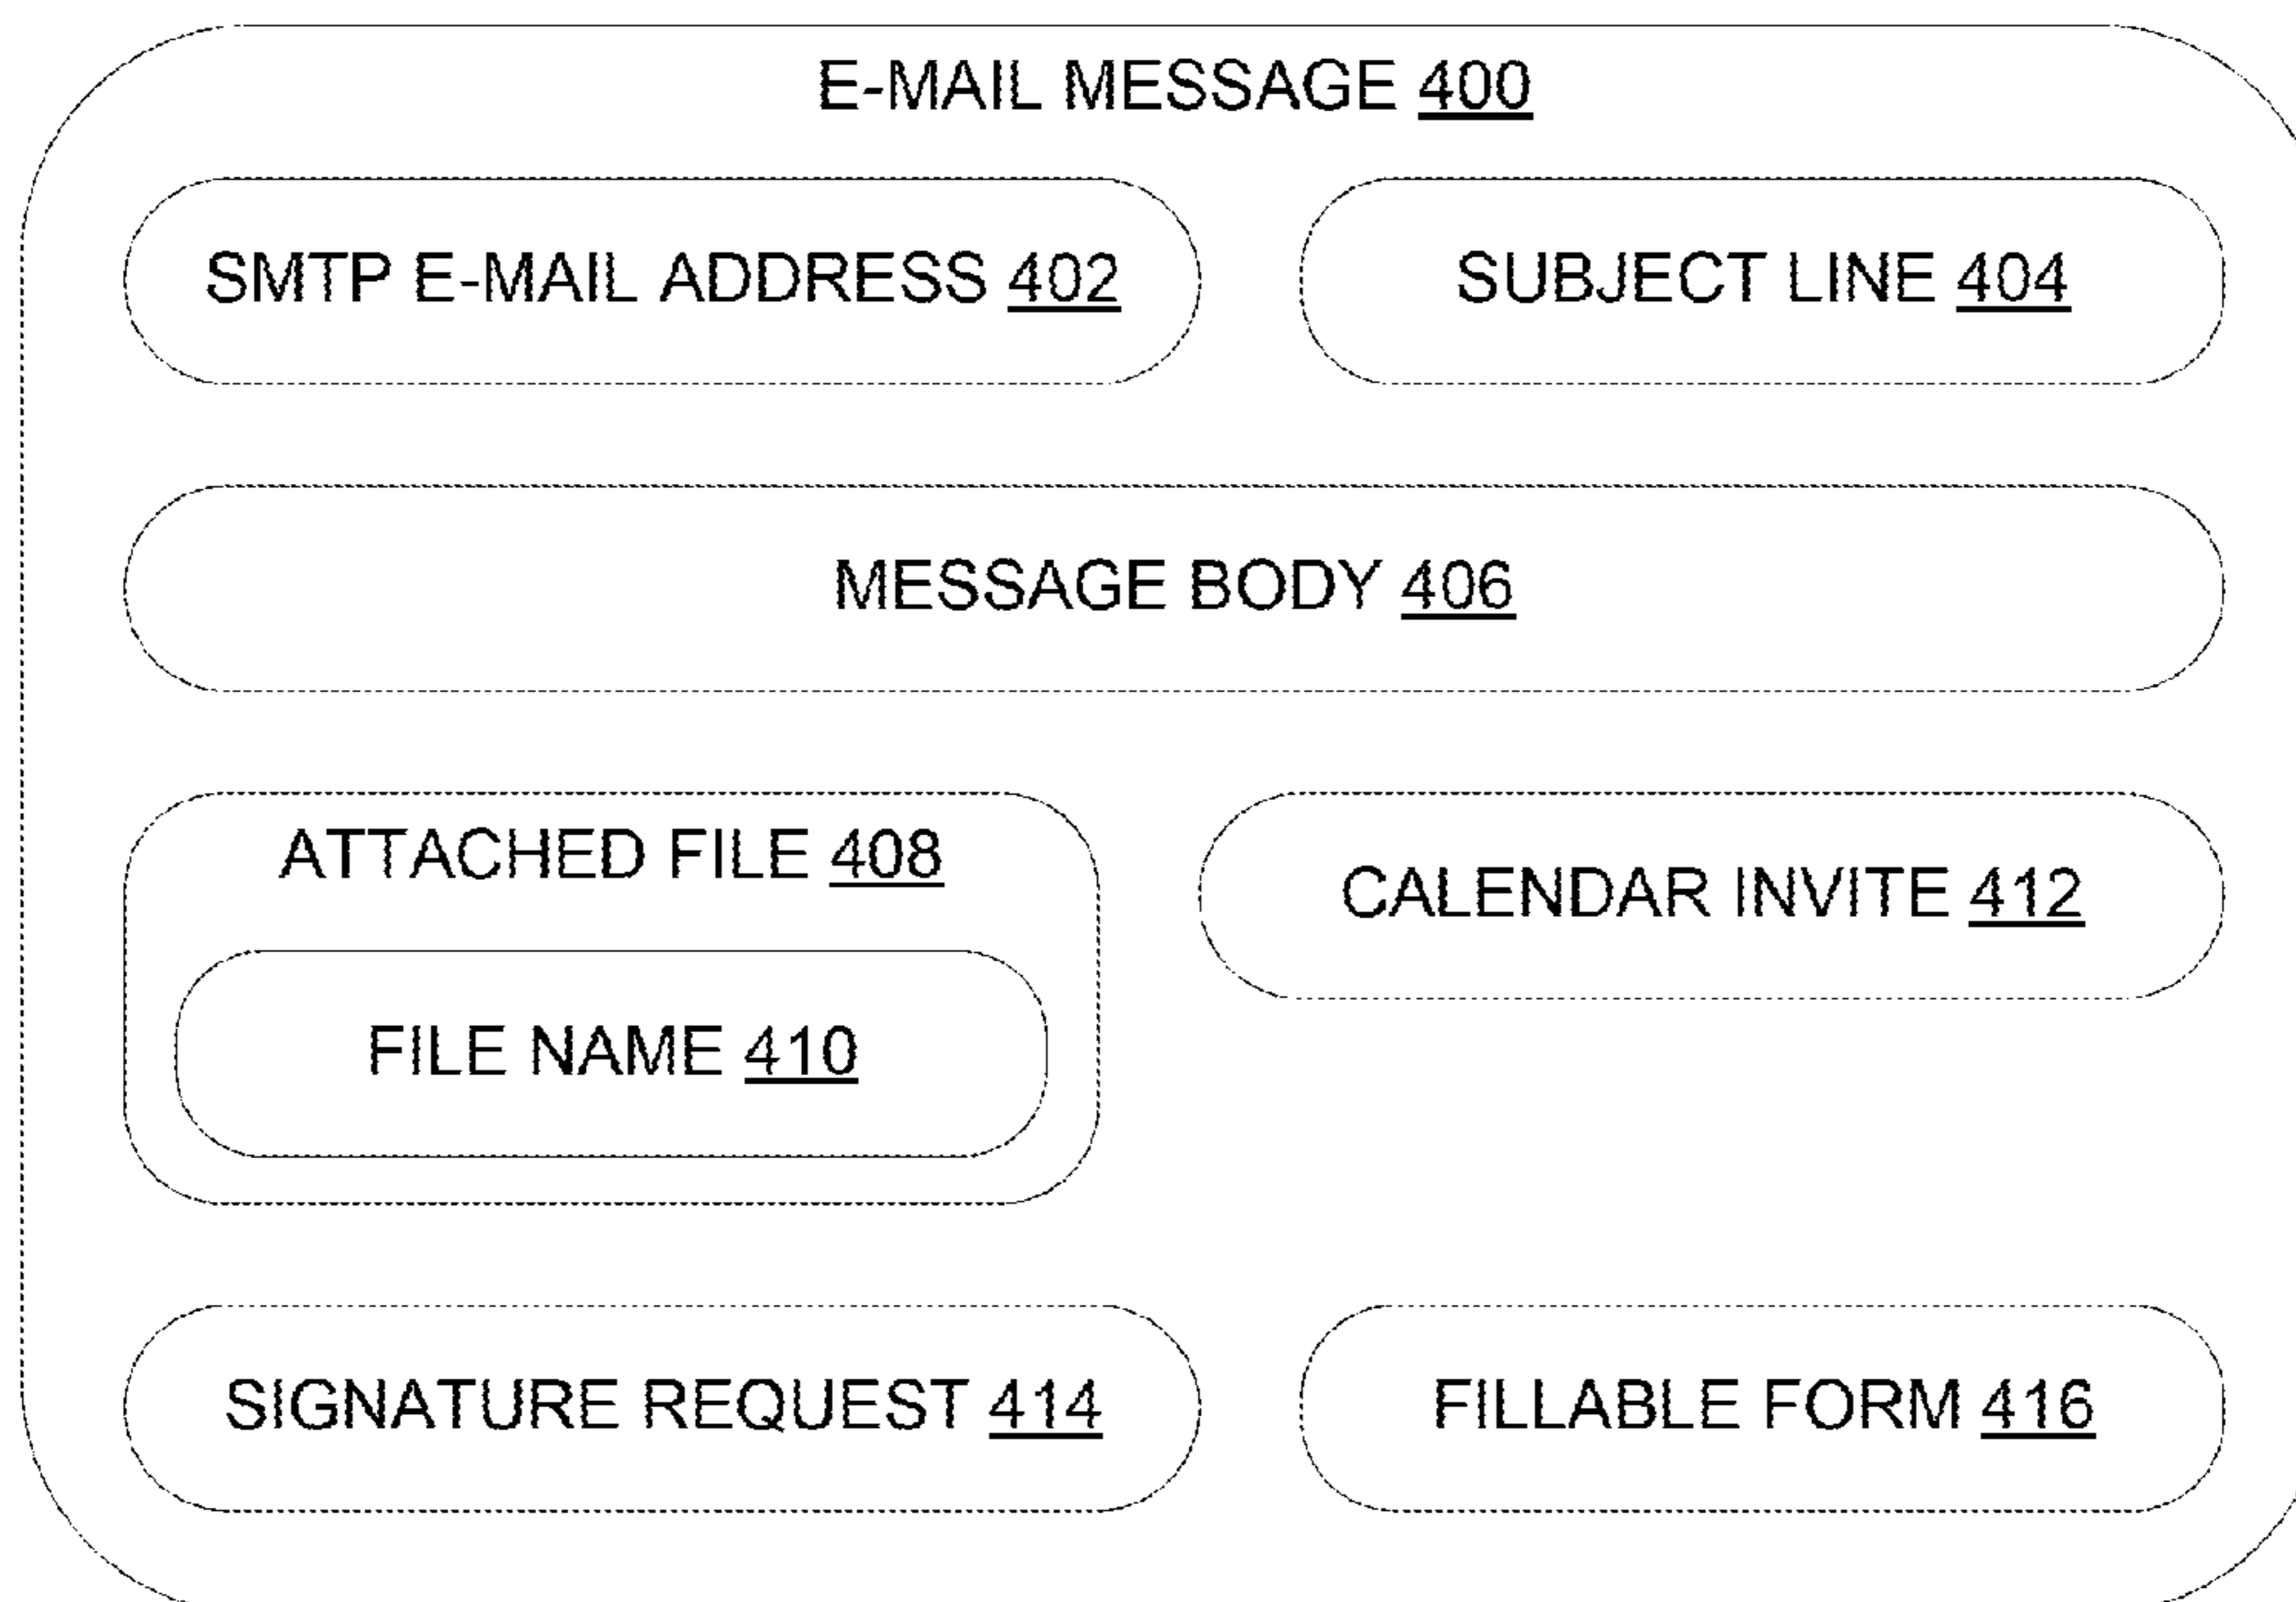 E-MAIL MESSAGE 400
SMTP E-MAIL ADDRESS 402
SUBJECT LINE 404
MESSAGE BODY 406
ATTACHED FILE 408
FILE NAME 410
CALENDAR INVITE 412
SIGNATURE REQUEST 414
FILLABLE FORM 416